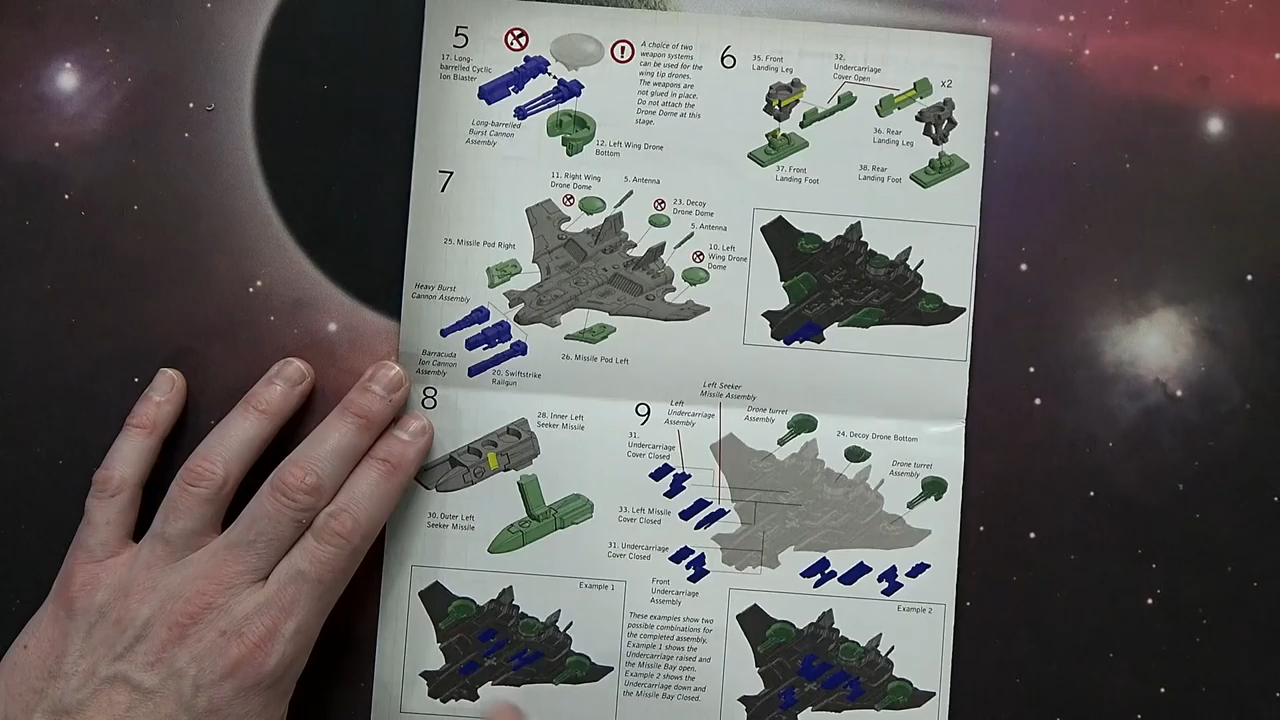 5
17. Long-
barrelled Cyclic
Ion Blaster
Long-barrelled
Burst Cannon
Assembly
A choice of two
weapon systems
can be used for the
wing tip drones.
The weapons are
not glued in place.
Do not attach the
Drone Dome at this
stage.
12. Left Wing Drone
Bottom
6
35. Front
Landing Leg
32.
Undercarriage
Cover Open
x2
36. Rear
Landing Leg
37. Front
Landing Foot
38. Rear
Landing Foot
7
11. Right Wing
Drone Dome
5. Antenna
23. Decoy
Drone Dome
5. Antenna
10. Left
Wing Drone
Dome
25. Missile Pod Right
Heavy Burst
Cannon Assembly
Barracuda
Ion Cannon
Assembly
20. Swiftstrike
Railgun
26. Missile Pod Left
8
28. Inner Left
Seeker Missile
30. Outer Left
Seeker Missile
9
Left Seeker
Missile Assembly
Left
Undercarriage
Assembly
Drone turret
Assembly
31.
Undercarriage
Cover Closed
24. Decoy Drone Bottom
Drone turret
Assembly
33. Left Missile
Cover Closed
31. Undercarriage
Cover Closed
Front
Undercarriage
Assembly
Example 1
These examples show two
possible combinations for
the completed assembly.
Example 1 shows the
Undercarriage raised and
the Missile Bay open.
Example 2 shows the
Undercarriage down and
the Missile Bay Closed.
Example 2